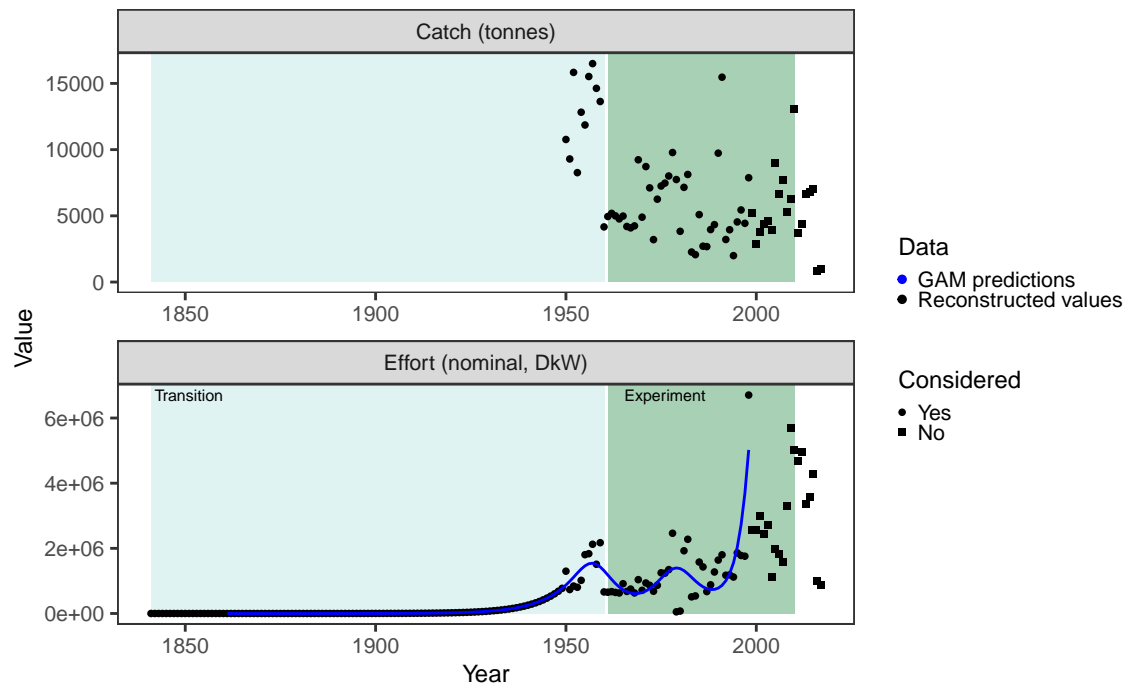 Catch (tonnes)
15000
10000
5000
0
1850
1900
1950
2000
Value
Effort (nominal, DkW)
Transition
Experiment
6e+06
4e+06
2e+06
0e+00
1850
1900
1950
2000
Year
Data
GAM predictions
Reconstructed values
Considered
Yes
No